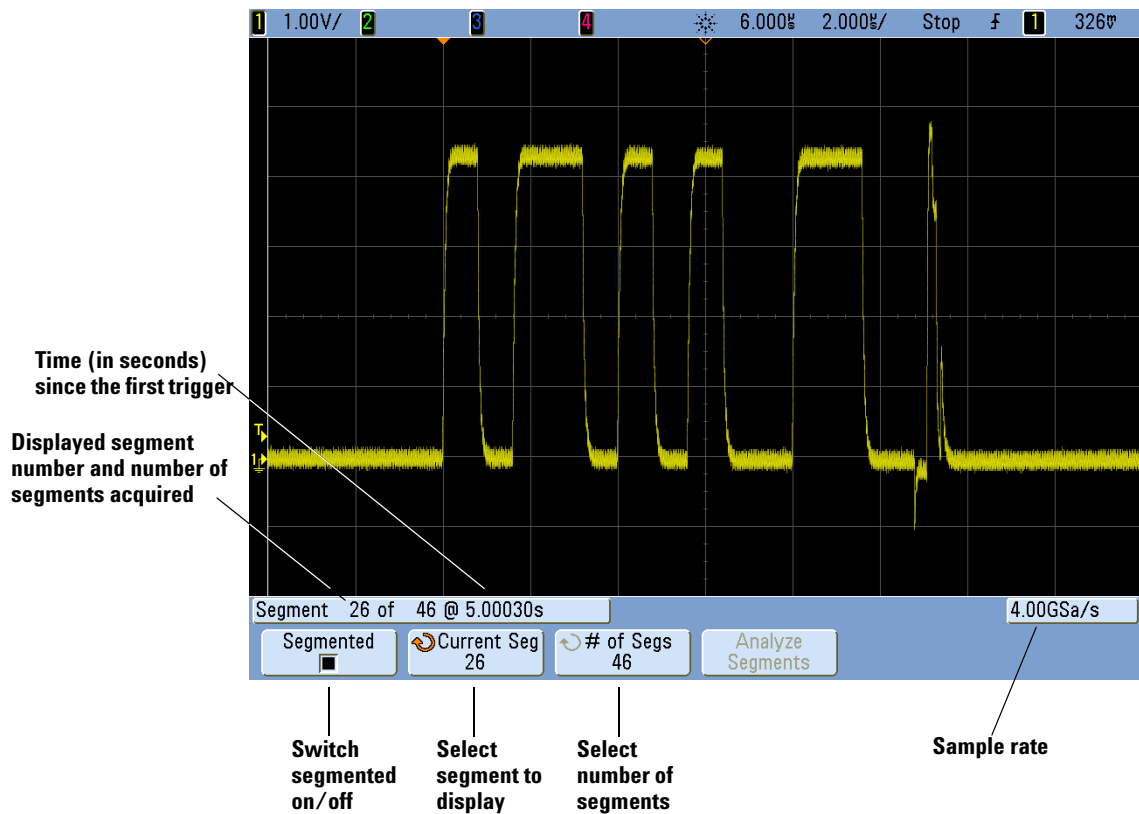 1 1.00V/ 2 3 4 6.000µs 2.000µs/ Stop 1 326mV
Time (in seconds)
since the first trigger
Displayed segment
number and number of
segments acquired
T
1
Segment 26 of 46 @ 5.00030s
4.00GSa/s
Segmented
Current Seg
26
# of Segs
46
Analyze
Segments
Switch
segmented
on/off
Select
segment to
display
Select
number of
segments
Sample rate